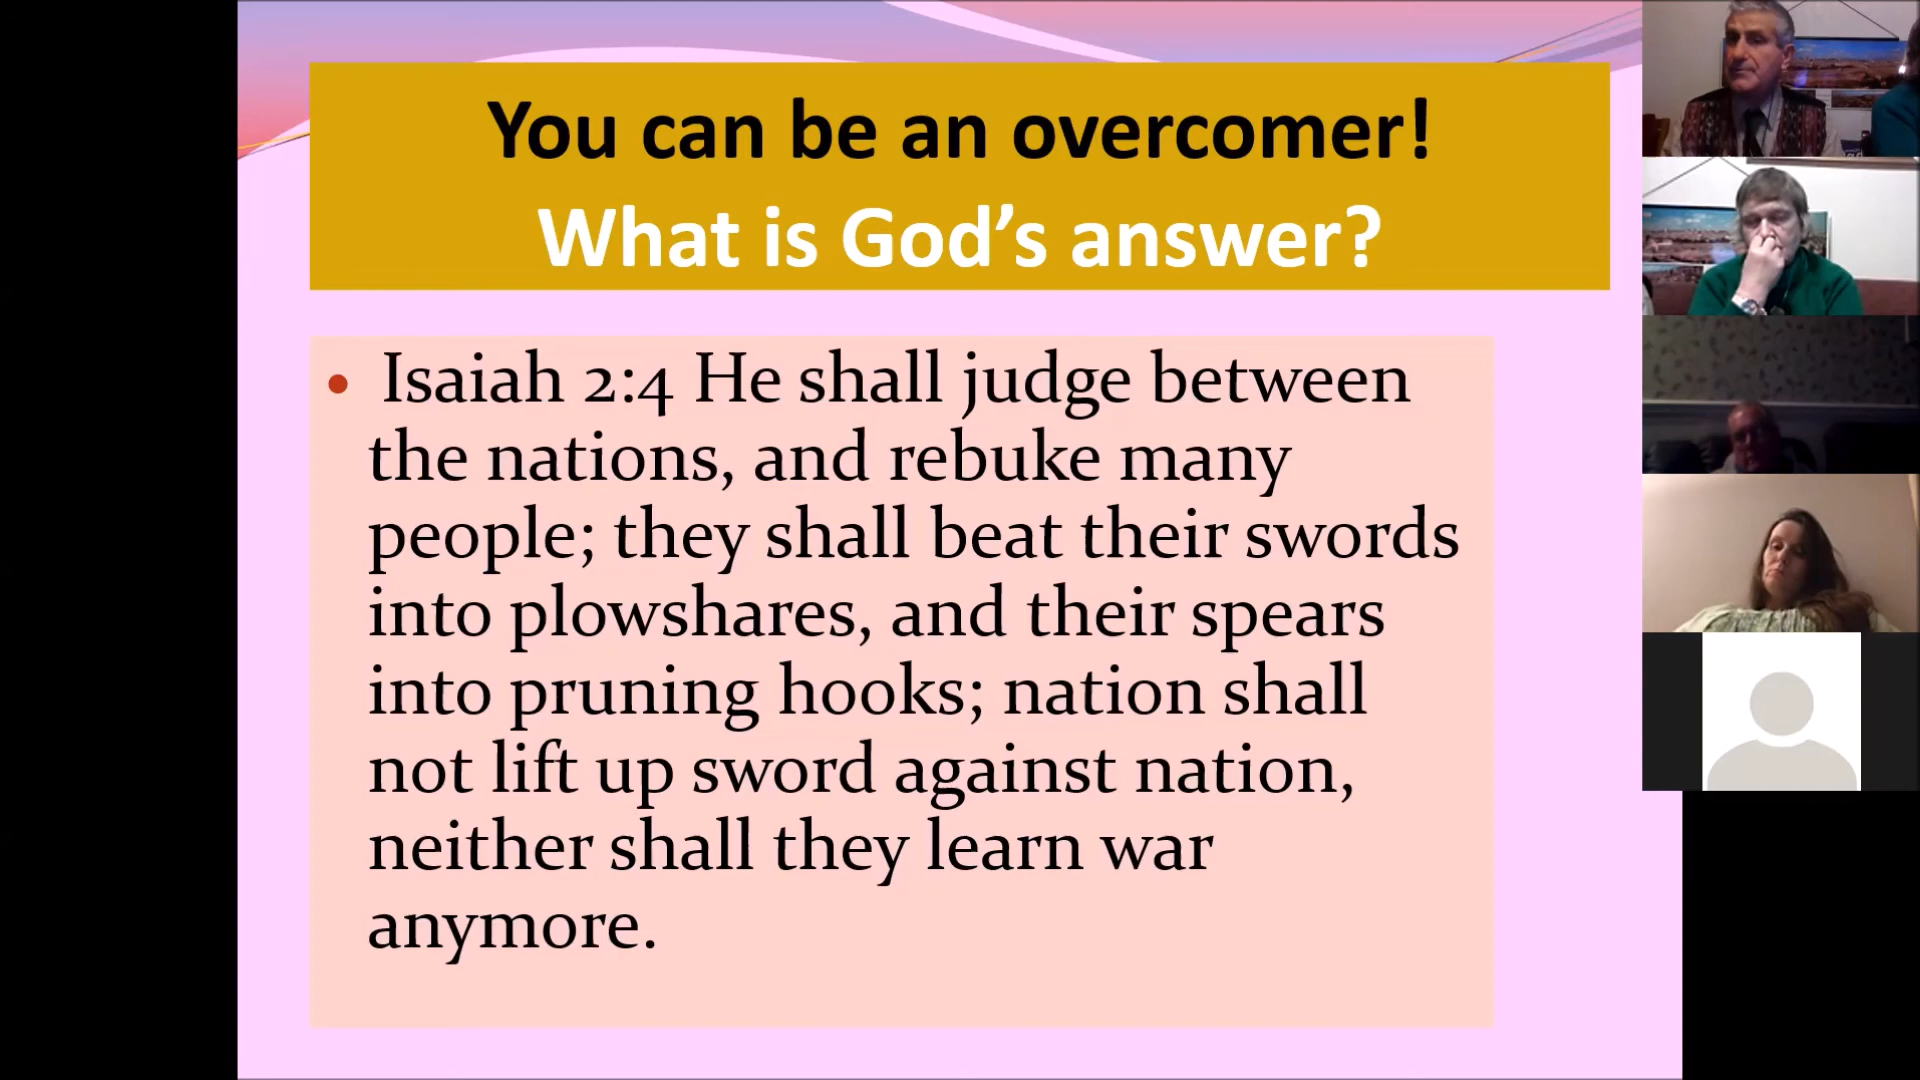 You can be an overcomer!
What is God’s answer?
• Isaiah 2:4 He shall judge between
the nations, and rebuke many
people; they shall beat their swords
into plowshares, and their spears
into pruning hooks; nation shall
not lift up sword against nation,
neither shall they learn war
anymore.